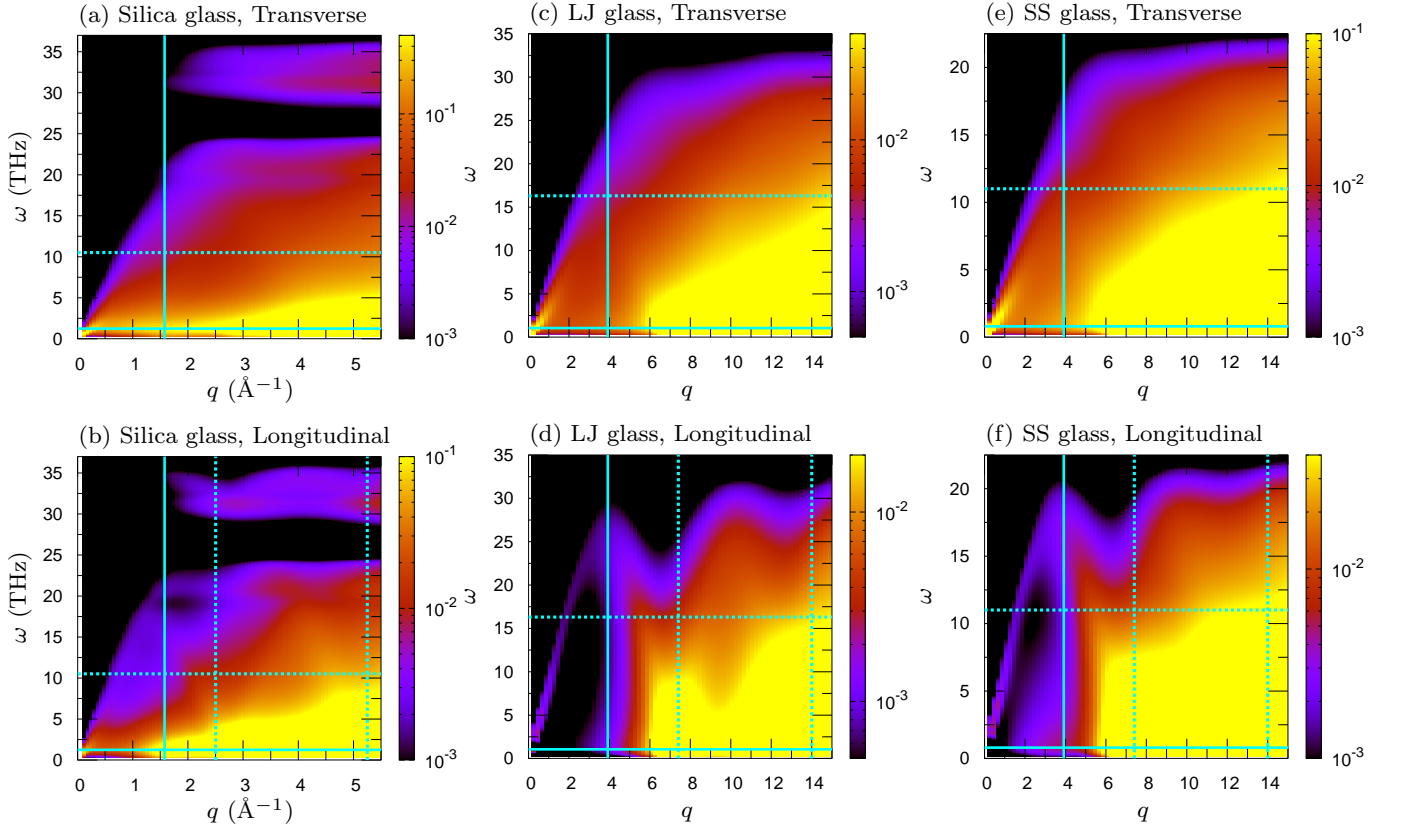 (a) Silica glass, Transverse
35
30
25
20
15
10
5
0
ω (THz)
0 1 2 3 4 5
q (Å⁻¹)
10⁻¹
10⁻²
10⁻³
(c) LJ glass, Transverse
35
30
25
20
15
10
5
0
ω
0 2 4 6 8 10 12 14
q
10⁻²
10⁻³
(e) SS glass, Transverse
20
15
10
5
0
ω
0 2 4 6 8 10 12 14
q
10⁻¹
10⁻²
10⁻³
(b) Silica glass, Longitudinal
35
30
25
20
15
10
5
0
ω (THz)
0 1 2 3 4 5
q (Å⁻¹)
10⁻¹
10⁻²
10⁻³
(d) LJ glass, Longitudinal
35
30
25
20
15
10
5
0
ω
0 2 4 6 8 10 12 14
q
10⁻²
10⁻³
(f) SS glass, Longitudinal
20
15
10
5
0
ω
0 2 4 6 8 10 12 14
q
10⁻²
10⁻³